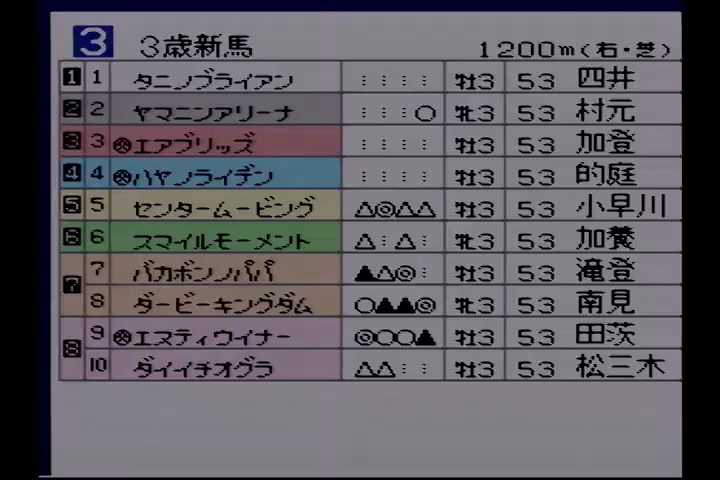 3 3歳新馬 1200m(右・芝)
1 1 タニノブライアン :::: 牡3 53 四井
2 2 ヤマニンアリーナ :::○ 牝3 53 村元
3 3 ⊗エアブリッズ :::: 牡3 53 加登
4 4 ⊗ハヤノライデン :::: 牡3 53 的庭
5 5 センタームービング △◎△△ 牡3 53 小早川
6 6 スマイルモーメント △:△: 牝3 53 加賛
7 7 バカボンノパパ ▲△◎: 牡3 53 滝登
8 ダービーキングダム ○▲▲◎ 牝3 53 南見
8 9 ⊗エスティウイナー ◎○○▲ 牡3 53 田茨
10 ダイイチオグラ △△:: 牡3 53 松三木